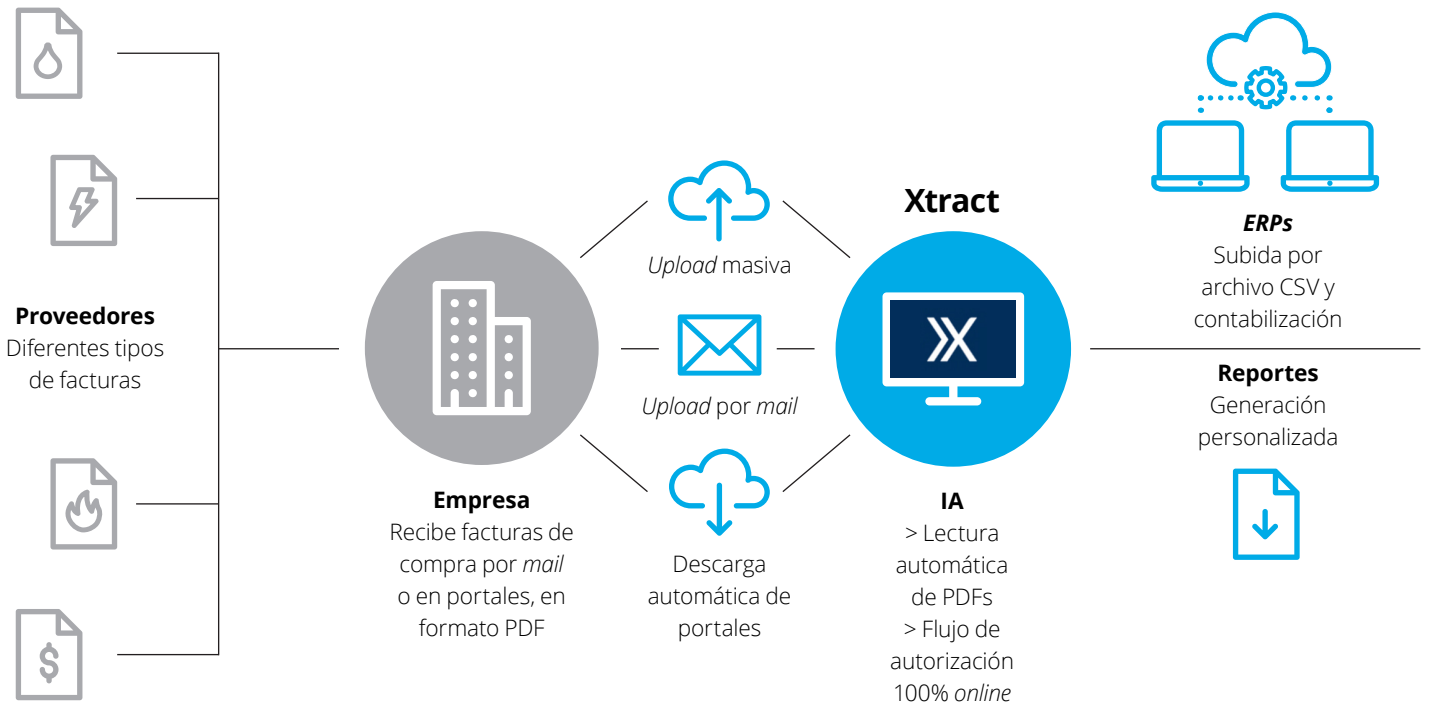 Proveedores
Diferentes tipos
de facturas
Empresa
Recibe facturas de
compra por mail
o en portales, en
formato PDF
Upload masiva
Upload por mail
Descarga
automática de
portales
Xtract
IA
> Lectura
automática
de PDFs
> Flujo de
autorización
100% online
ERPs
Subida por
archivo CSV y
contabilización
Reportes
Generación
personalizada